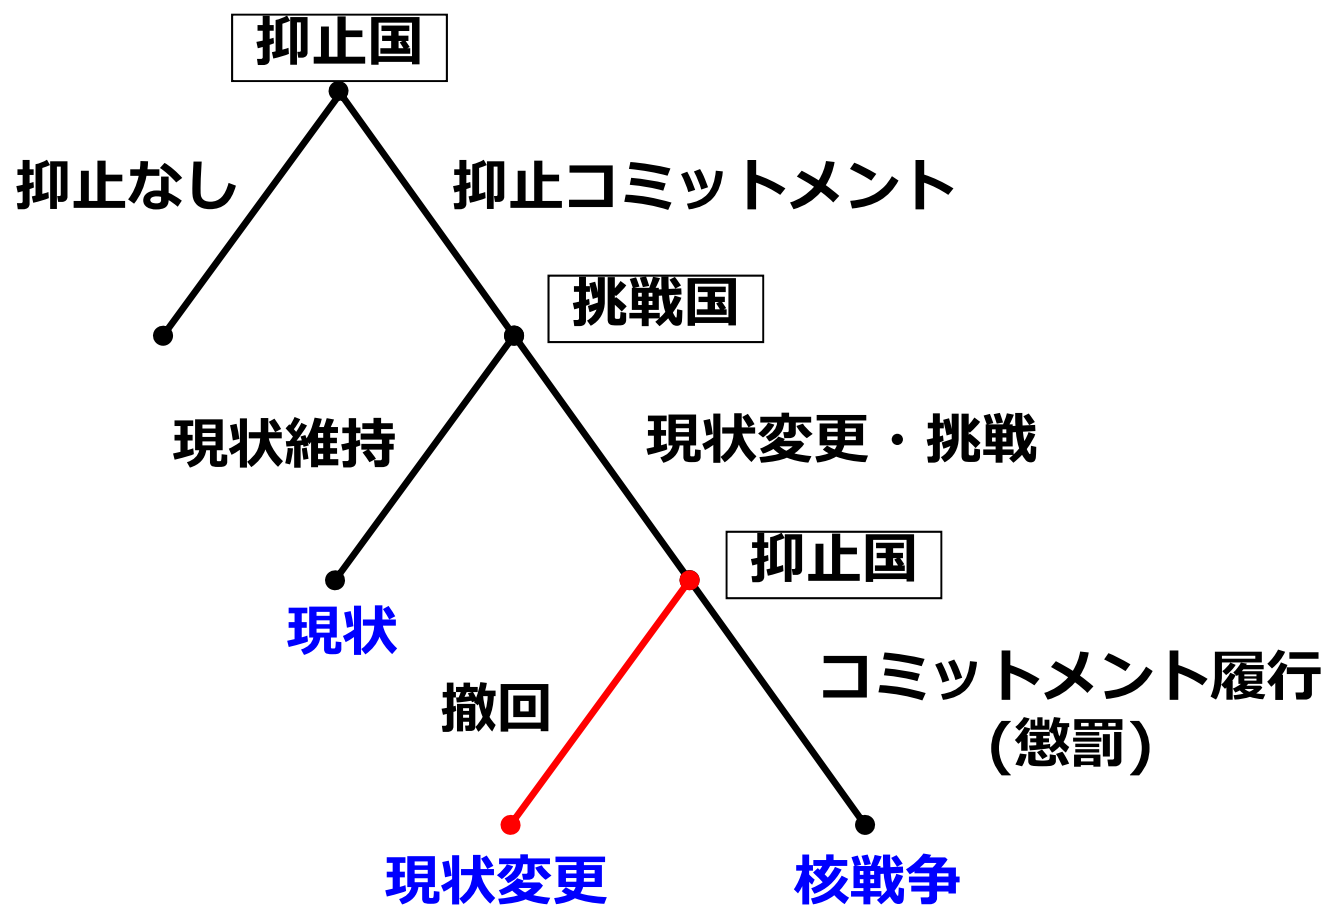 抑止国
抑止なし
抑止コミットメント
挑戦国
現状維持
現状変更・挑戦
抑止国
現状
撤回
コミットメント履行
(懲罰)
現状変更
核戦争